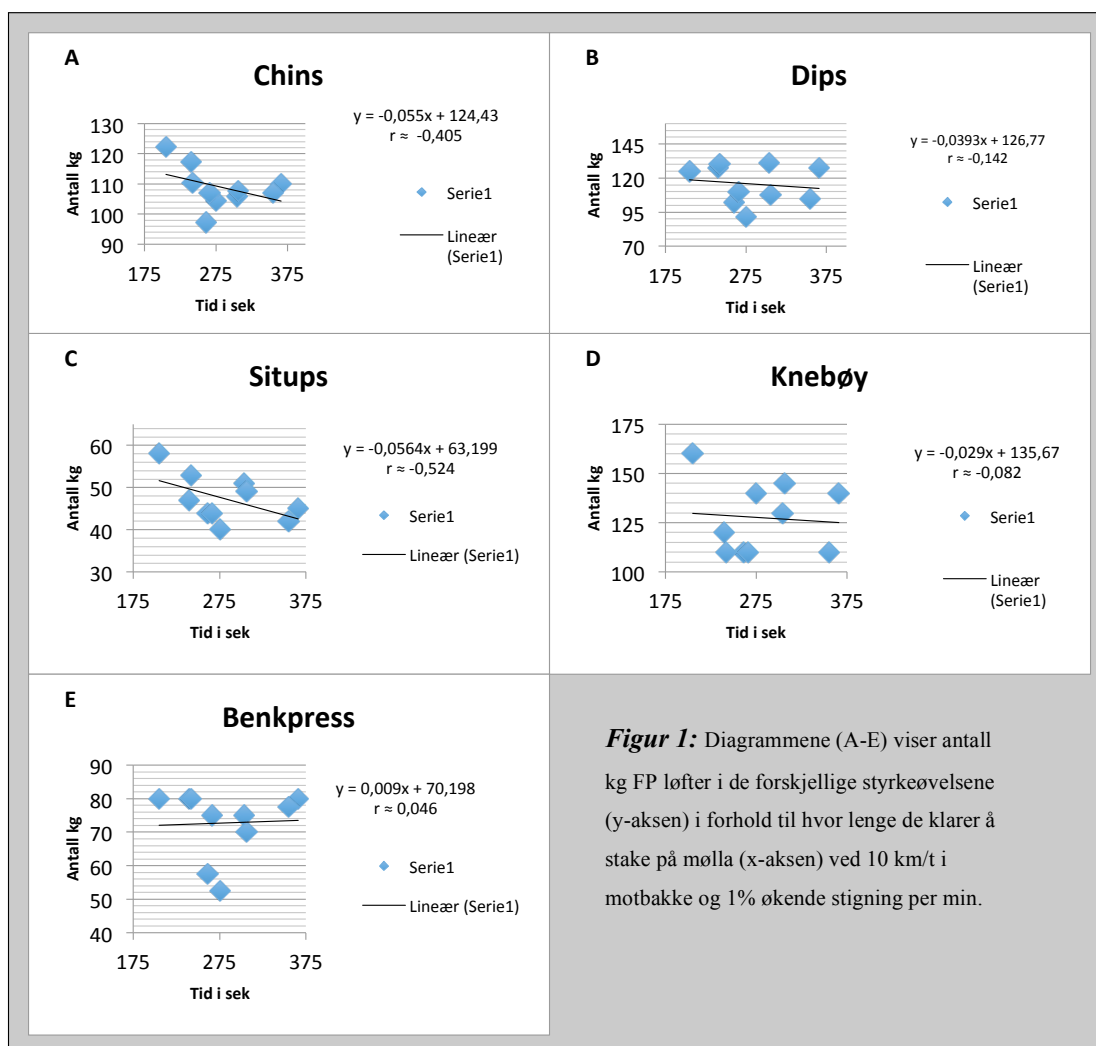 A
Chins
y = -0,055x + 124,43
r ≈ -0,405
130
120
110
100
90
Antall kg
175 275 375
Tid i sek
Serie1
Lineær
(Serie1)
B
Dips
y = -0,0393x + 126,77
r ≈ -0,142
145
120
95
70
Antall kg
175 275 375
Tid i sek
Serie1
Lineær
(Serie1)
C
Situps
y = -0,0564x + 63,199
r ≈ -0,524
60
50
40
30
Antall kg
175 275 375
Tid i sek
Serie1
Lineær (Serie1)
D
Knebøy
y = -0,029x + 135,67
r ≈ -0,082
175
150
125
100
Antall kg
175 275 375
Tid i sek
Serie1
Lineær
(Serie1)
E
Benkpress
y = 0,009x + 70,198
r ≈ 0,046
90
80
70
60
50
40
Antall kg
175 275 375
Tid i sek
Serie1
Lineær (Serie1)
Figur 1: Diagrammene (A-E) viser antall
kg FP løfter i de forskjellige styrkeøvelsene
(y-aksen) i forhold til hvor lenge de klarer å
stake på mølla (x-aksen) ved 10 km/t i
motbakke og 1% økende stigning per min.